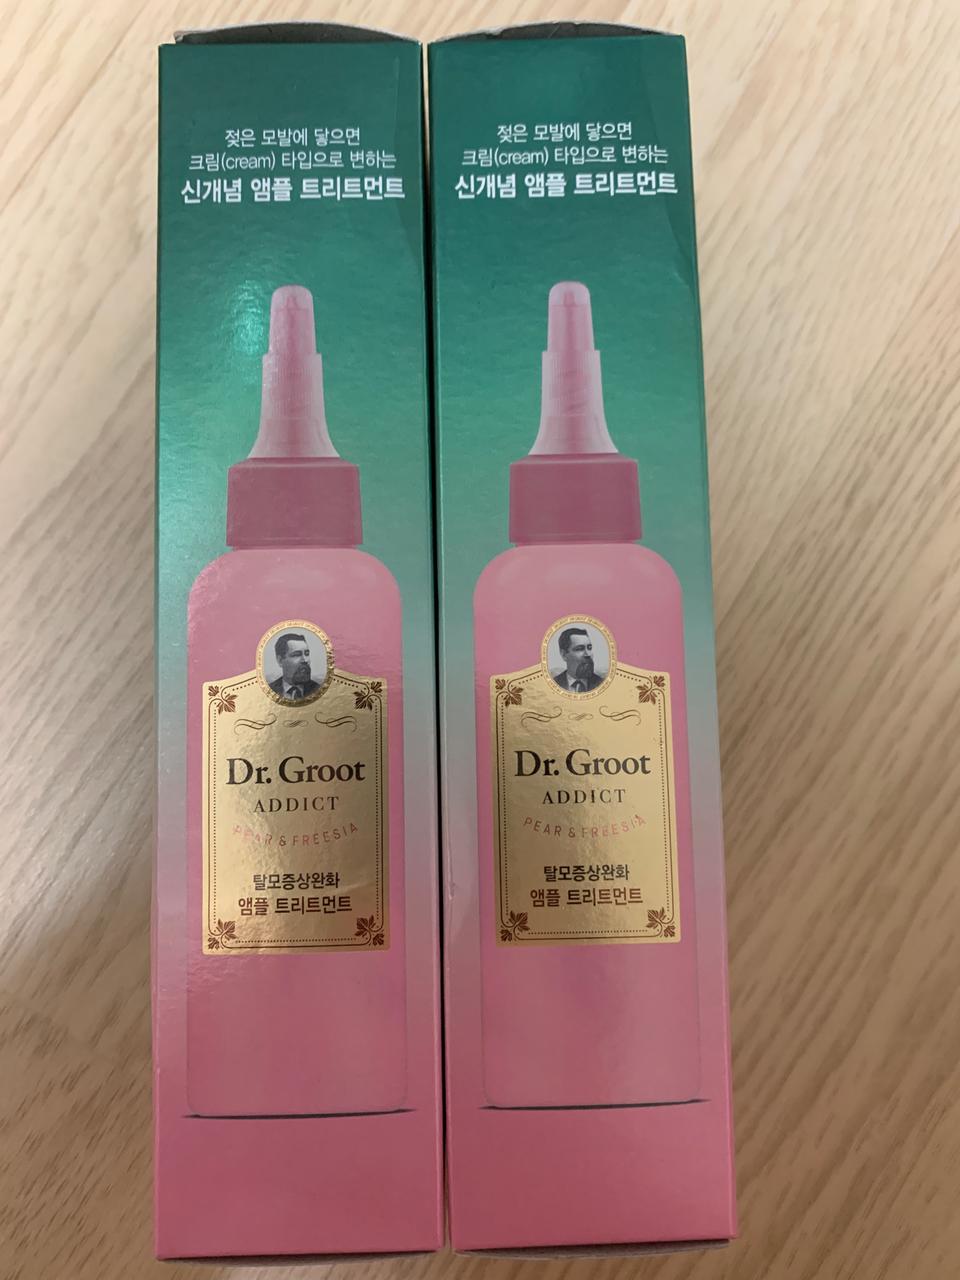 젖은 모발에 닿으면
크림(cream) 타입으로 변하는
신개념 앰플 트리트먼트
Dr. Groot
ADDICT
PEAR & FREESIA
탈모증상완화
앰플 트리트먼트
젖은 모발에 닿으면
크림(cream) 타입으로 변하는
신개념 앰플 트리트먼트
Dr. Groot
ADDICT
PEAR & FREESIA
탈모증상완화
앰플 트리트먼트